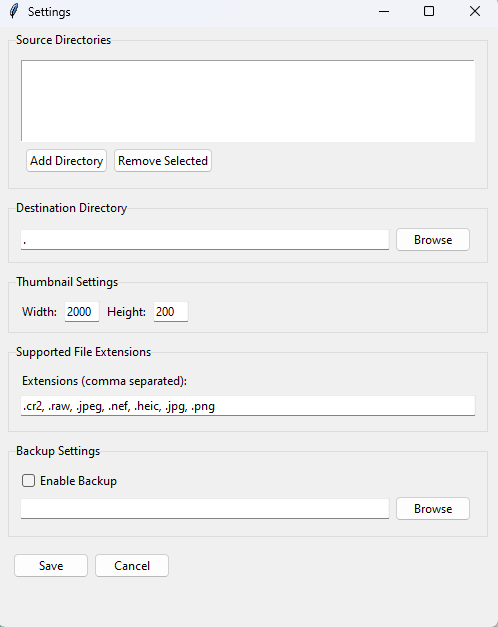 Settings
Source Directories
Add Directory Remove Selected
Destination Directory
. Browse
Thumbnail Settings
Width: 2000 Height: 200
Supported File Extensions
Extensions (comma separated):
.cr2, .raw, .jpeg, .nef, .heic, .jpg, .png
Backup Settings
Enable Backup
Browse
Save Cancel